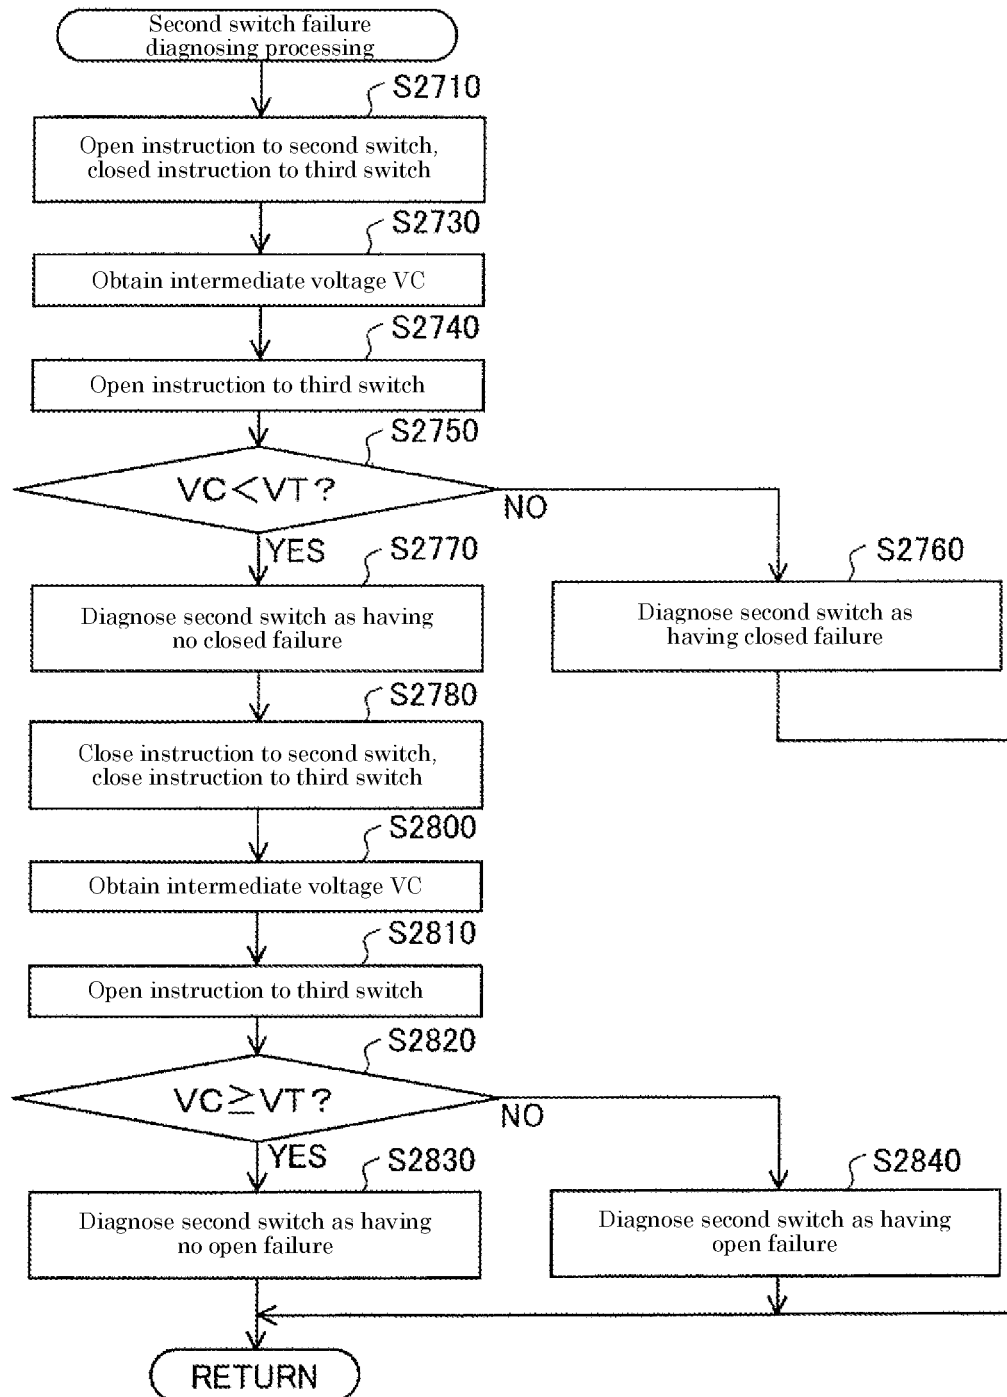 Second switch failure
diagnosing processing
S2710
Open instruction to second switch,
closed instruction to third switch
S2730
Obtain intermediate voltage VC
S2740
Open instruction to third switch
S2750
VC<VT?
NO
YES
S2770
S2760
Diagnose second switch as having
no closed failure
Diagnose second switch as
having closed failure
S2780
Close instruction to second switch,
close instruction to third switch
S2800
Obtain intermediate voltage VC
S2810
Open instruction to third switch
S2820
VC≧VT?
NO
YES
S2830
S2840
Diagnose second switch as having
no open failure
Diagnose second switch as having
open failure
RETURN